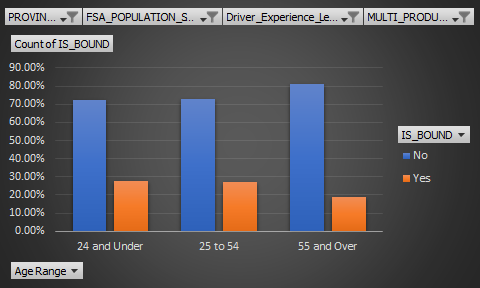 PROVIN... FSA_POPULATION_S... Driver_Experience_Le... MULTI_PRODU...
Count of IS_BOUND
90.00%
80.00%
70.00%
60.00%
50.00%
40.00%
30.00%
20.00%
10.00%
0.00%
24 and Under 25 to 54 55 and Over
IS_BOUND
No
Yes
Age Range